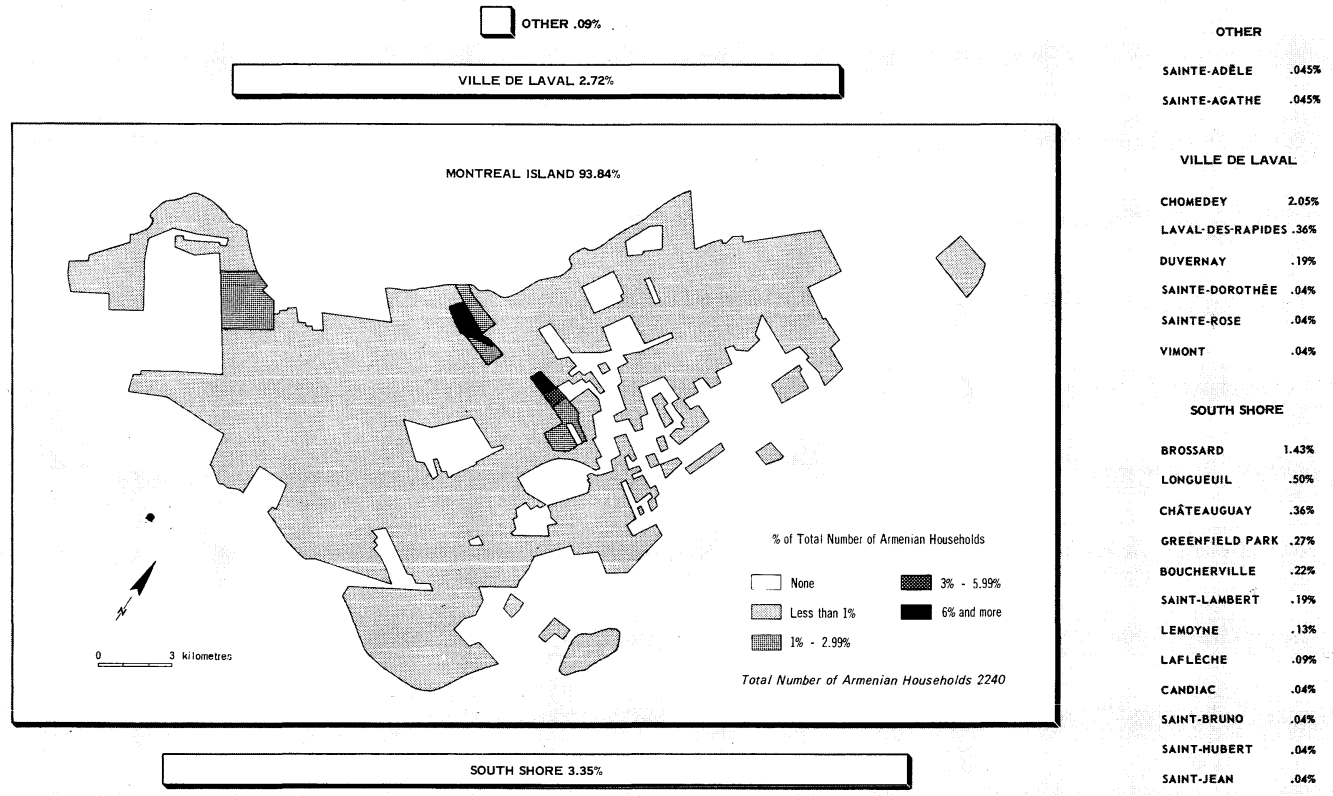 OTHER .09%
VILLE DE LAVAL 2.72%
MONTREAL ISLAND 93.84%
% of Total Number of Armenian Households
None
Less than 1%
1% - 2.99%
3% - 5.99%
6% and more
Total Number of Armenian Households 2240
N
0 3 kilometres
SOUTH SHORE 3.35%
OTHER
SAINTE-ADÈLE .045%
SAINTE-AGATHE .045%
VILLE DE LAVAL
CHOMEDEY 2.05%
LAVAL-DES-RAPIDES .36%
DUVERNAY .19%
SAINTE-DOROTHÉE .04%
SAINTE-ROSE .04%
VIMONT .04%
SOUTH SHORE
BROSSARD 1.43%
LONGUEUIL .50%
CHÂTEAUGUAY .36%
GREENFIELD PARK .27%
BOUCHERVILLE .22%
SAINT-LAMBERT .19%
LEMOYNE .13%
LAFLÈCHE .09%
CANDIAC .04%
SAINT-BRUNO .04%
SAINT-HUBERT .04%
SAINT-JEAN .04%